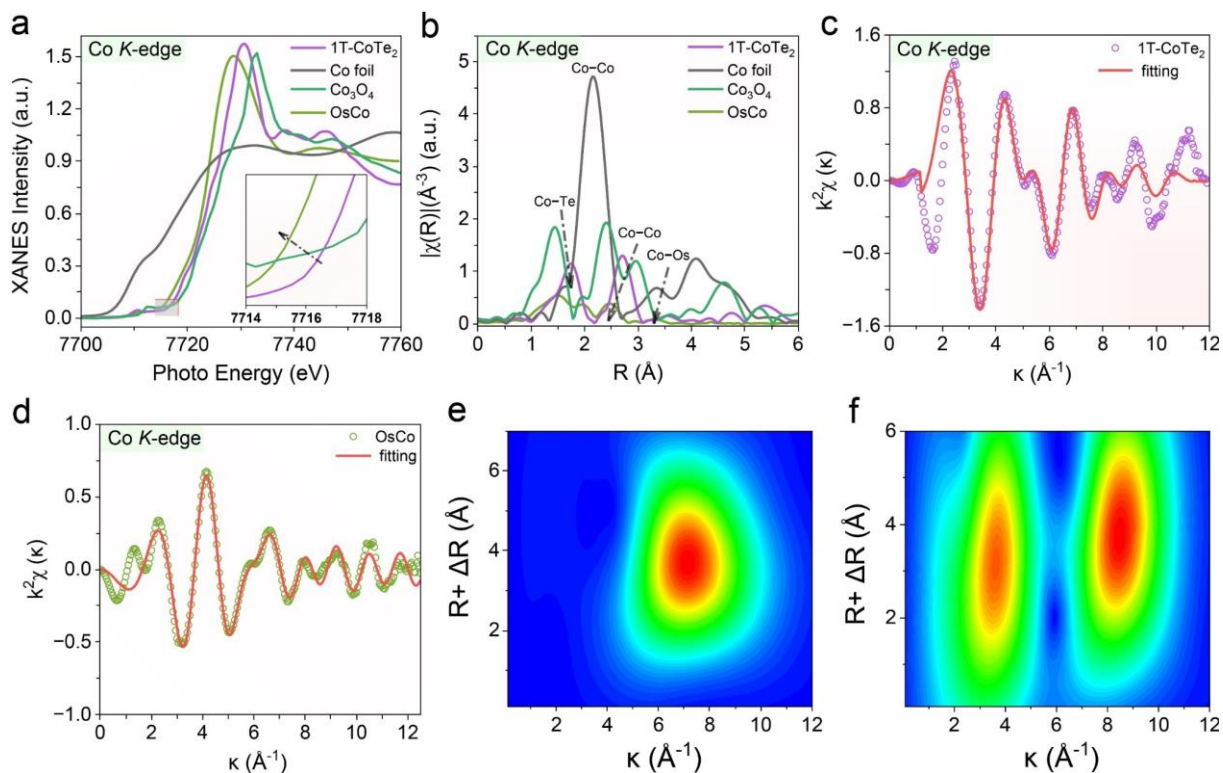 a
Co K-edge
1T-CoTe₂
Co foil
Co₃O₄
OsCo
XANES Intensity (a.u.)
1.5
1.2
0.9
0.6
0.3
0.0
7714 7716 7718
7700 7720 7740 7760
Photo Energy (eV)
b
Co K-edge
1T-CoTe₂
Co foil
Co₃O₄
OsCo
Co−Co
Co−Te
Co−Co
Co−Os
|χ(R)|(Å⁻³) (a.u.)
5
4
3
2
1
0
0 1 2 3 4 5 6
R (Å)
c
Co K-edge
1T-CoTe₂
fitting
k²χ (κ)
1.6
0.8
0.0
−0.8
−1.6
0 2 4 6 8 10 12
κ (Å⁻¹)
d
Co K-edge
OsCo
fitting
k²χ (κ)
1.0
0.5
0.0
−0.5
−1.0
0 2 4 6 8 10 12
κ (Å⁻¹)
e
R+ ΔR (Å)
6
4
2
2 4 6 8 10 12
κ (Å⁻¹)
f
R+ ΔR (Å)
6
4
2
2 4 6 8 10 12
κ (Å⁻¹)